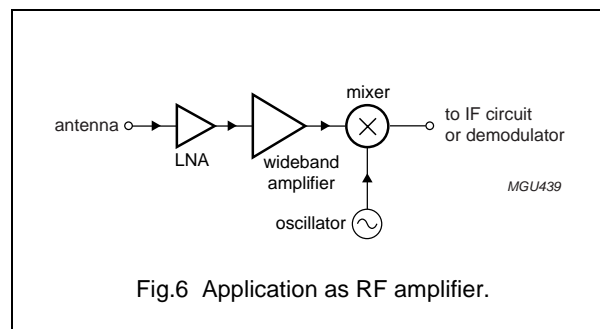 mixer
antenna
to IF circuit
or demodulator
LNA
wideband
amplifier
MGU439
oscillator
Fig.6 Application as RF amplifier.